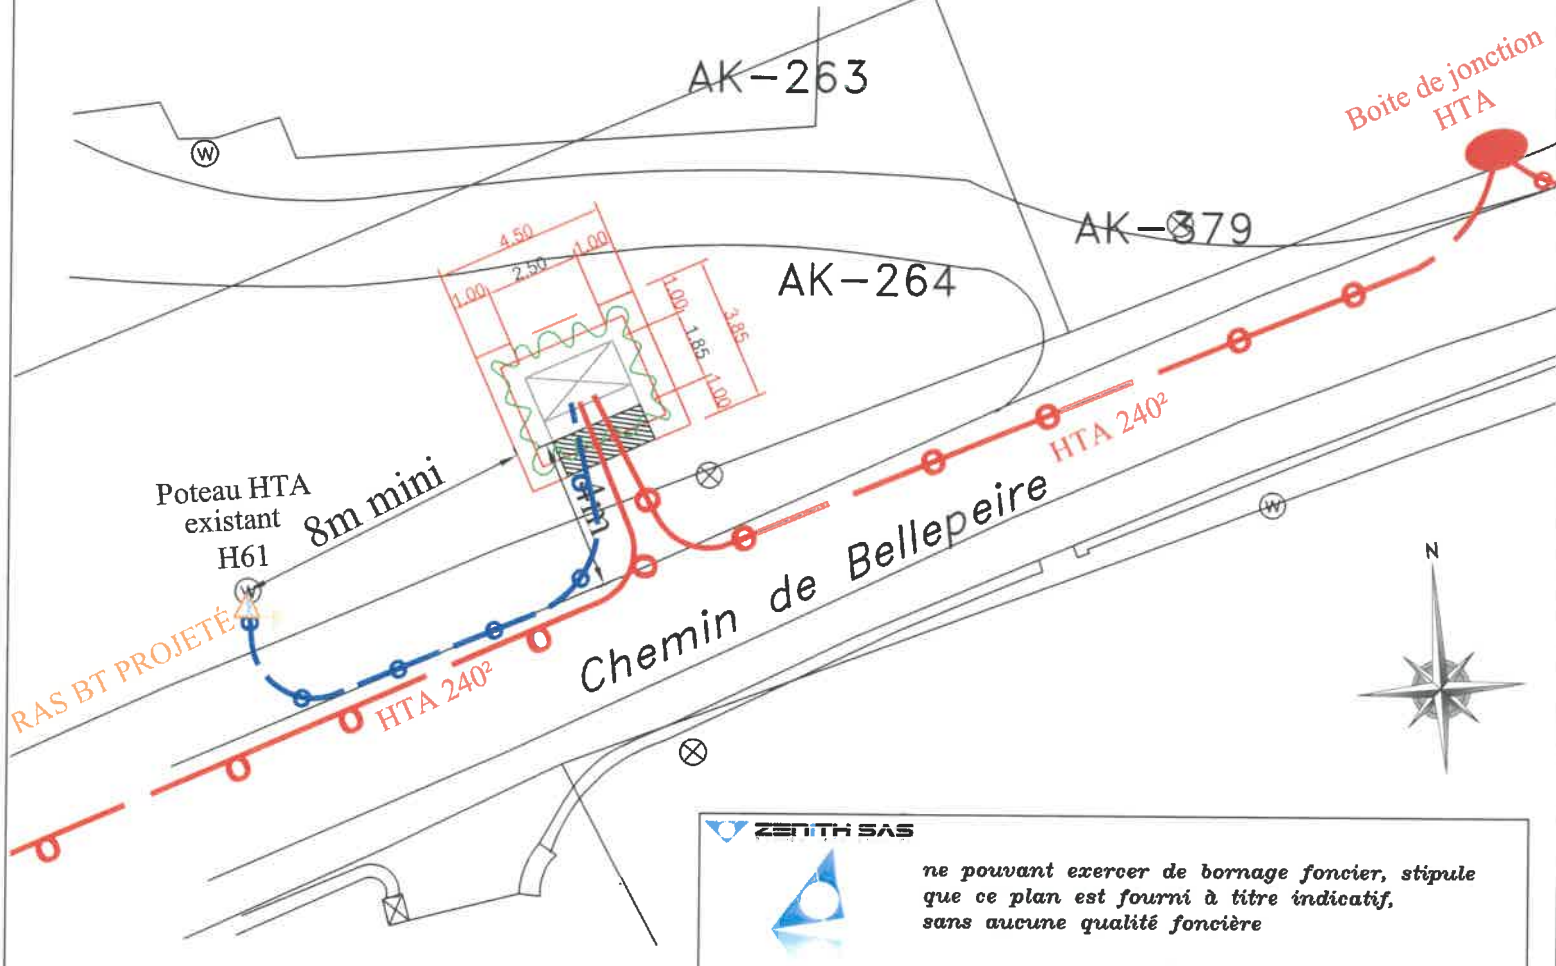 AK-263
Boite de jonction
HTA
AK-379
AK-264
4.50
1.00
2.50
1.00
1.00
1.85
3.85
1.00
HTA 240²
Poteau HTA
existant
H61
8m mini
4m
W
W
W
RAS BT PROJETÉ
HTA 240²
Chemin de Bellepeire
N
ZENITH SAS
ne pouvant exercer de bornage foncier, stipule
que ce plan est fourni à titre indicatif,
sans aucune qualité foncière